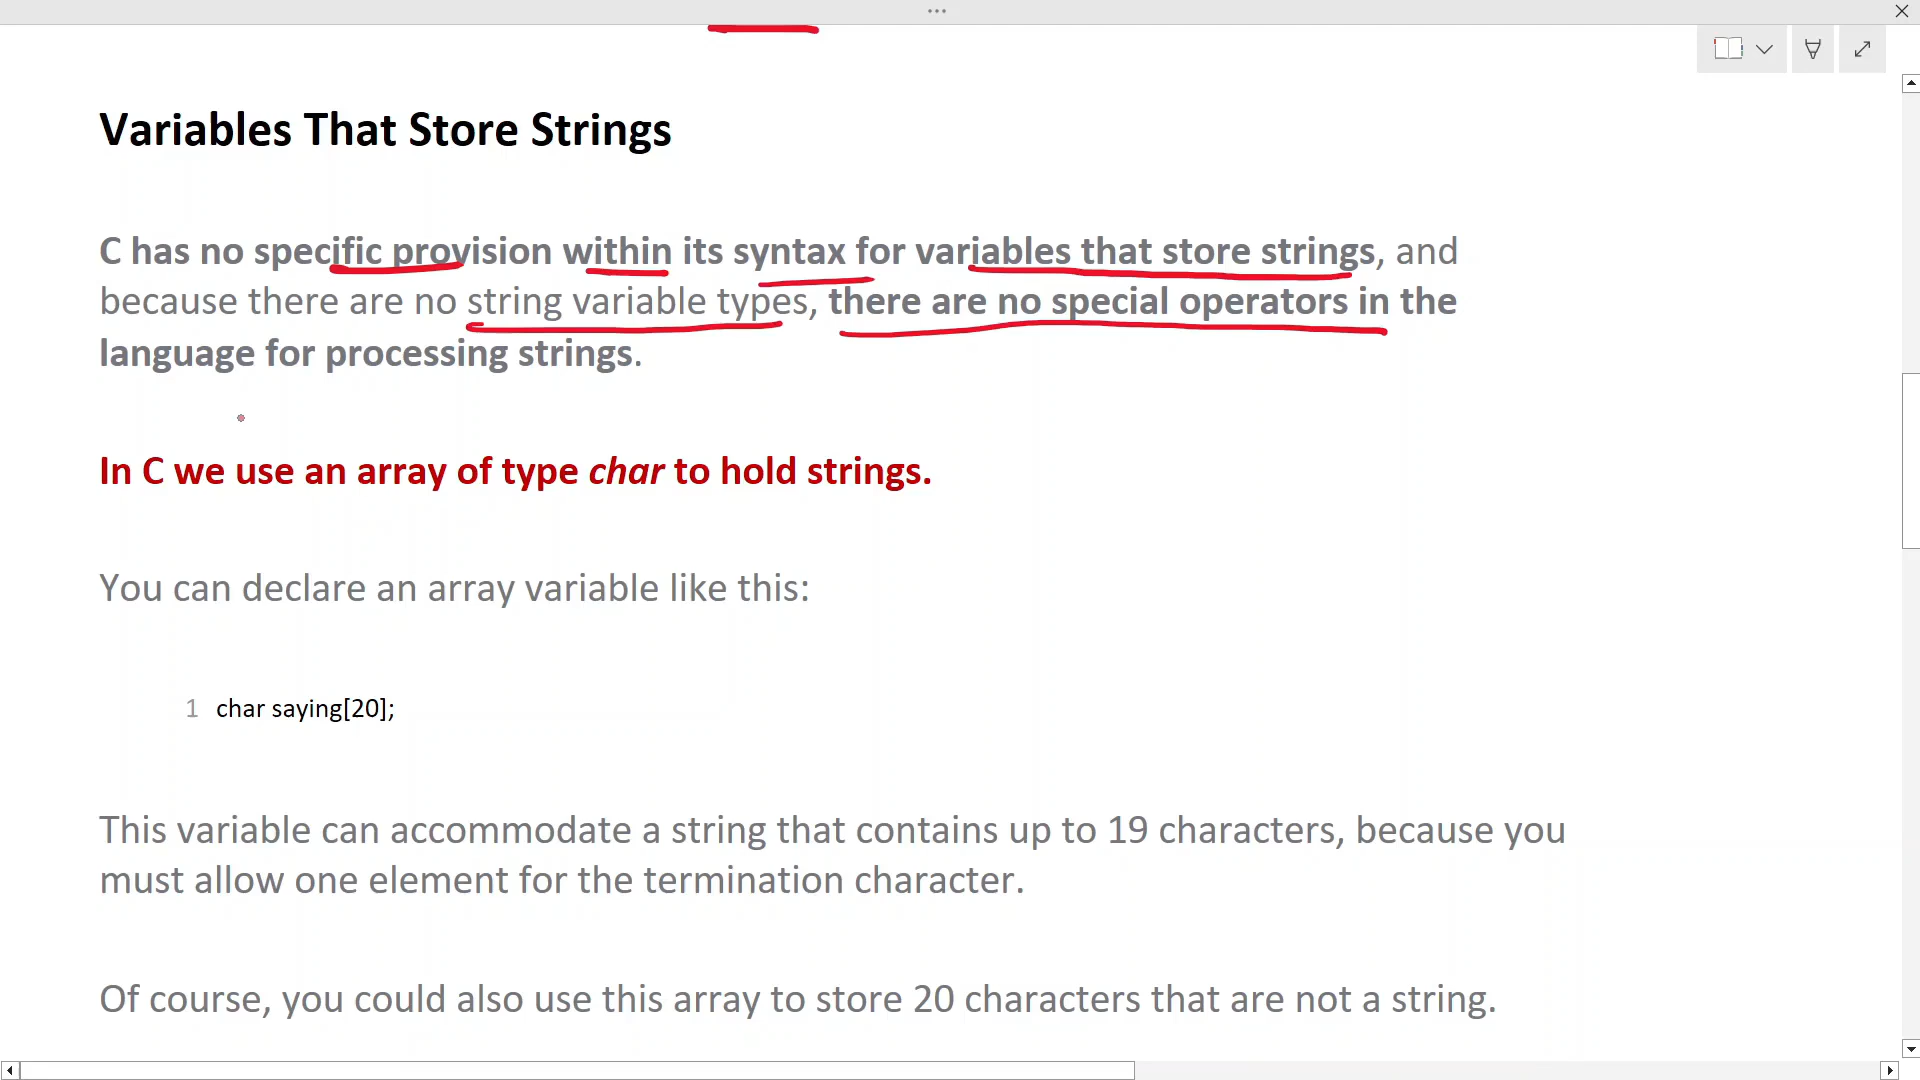 Variables That Store Strings
C has no specific provision within its syntax for variables that store strings, and
because there are no string variable types, there are no special operators in the
language for processing strings.
In C we use an array of type char to hold strings.
You can declare an array variable like this:
1 char saying[20];
This variable can accommodate a string that contains up to 19 characters, because you
must allow one element for the termination character.
Of course, you could also use this array to store 20 characters that are not a string.